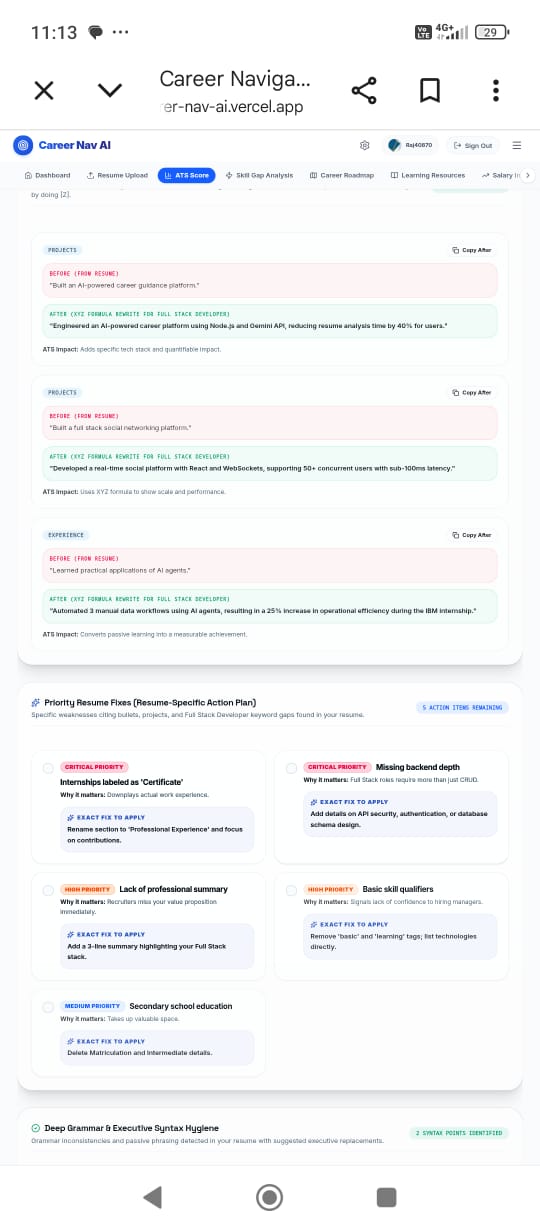 11:13
Vo LTE 4G+ 29
Career Naviga...
er-nav-ai.vercel.app
Career Nav AI
Raj40870
Sign Out
Dashboard
Resume Upload
ATS Score
Skill Gap Analysis
Career Roadmap
Learning Resources
Salary In
by doing [Z].
PROJECTS
Copy After
BEFORE (FROM RESUME)
"Built an AI-powered career guidance platform."
AFTER (XYZ FORMULA REWRITE FOR FULL STACK DEVELOPER)
"Engineered an AI-powered career platform using Node.js and Gemini API, reducing resume analysis time by 40% for users."
ATS Impact: Adds specific tech stack and quantifiable impact.
PROJECTS
Copy After
BEFORE (FROM RESUME)
"Built a full stack social networking platform."
AFTER (XYZ FORMULA REWRITE FOR FULL STACK DEVELOPER)
"Developed a real-time social platform with React and WebSockets, supporting 50+ concurrent users with sub-100ms latency."
ATS Impact: Uses XYZ formula to show scale and performance.
EXPERIENCE
Copy After
BEFORE (FROM RESUME)
"Learned practical applications of AI agents."
AFTER (XYZ FORMULA REWRITE FOR FULL STACK DEVELOPER)
"Automated 3 manual data workflows using AI agents, resulting in a 25% increase in operational efficiency during the IBM internship."
ATS Impact: Converts passive learning into a measurable achievement.
Priority Resume Fixes (Resume-Specific Action Plan)
5 ACTION ITEMS REMAINING
Specific weaknesses citing bullets, projects, and Full Stack Developer keyword gaps found in your resume.
CRITICAL PRIORITY
Internships labeled as 'Certificate'
Why it matters: Downplays actual work experience.
EXACT FIX TO APPLY
Rename section to 'Professional Experience' and focus
on contributions.
CRITICAL PRIORITY Missing backend depth
Why it matters: Full Stack roles require more than just CRUD.
EXACT FIX TO APPLY
Add details on API security, authentication, or database
schema design.
HIGH PRIORITY Lack of professional summary
Why it matters: Recruiters miss your value proposition
immediately.
EXACT FIX TO APPLY
Add a 3-line summary highlighting your Full Stack
stack.
HIGH PRIORITY Basic skill qualifiers
Why it matters: Signals lack of confidence to hiring managers.
EXACT FIX TO APPLY
Remove 'basic' and 'learning' tags; list technologies
directly.
MEDIUM PRIORITY Secondary school education
Why it matters: Takes up valuable space.
EXACT FIX TO APPLY
Delete Matriculation and Intermediate details.
Deep Grammar & Executive Syntax Hygiene
2 SYNTAX POINTS IDENTIFIED
Grammar inconsistencies and passive phrasing detected in your resume with suggested executive replacements.